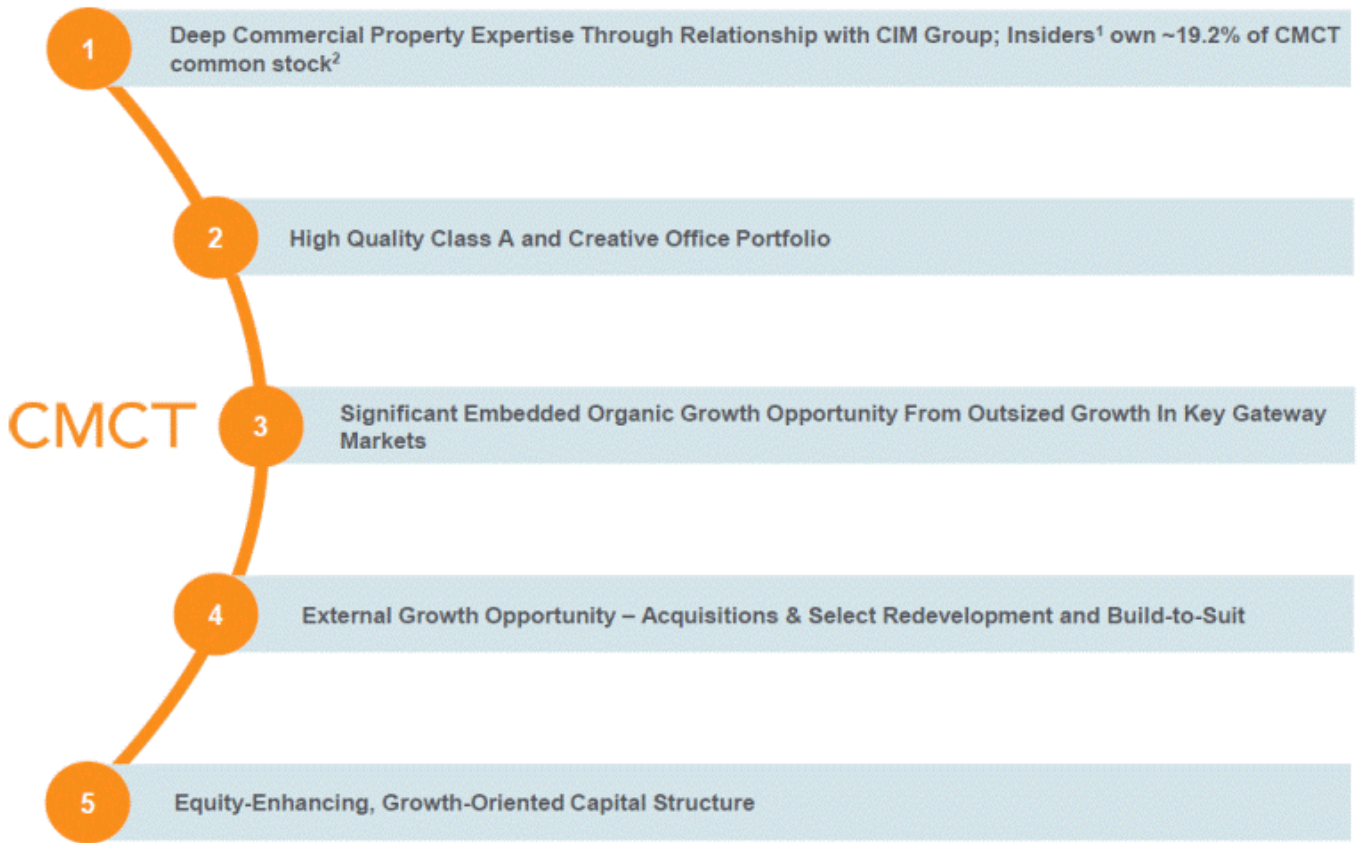 1
Deep Commercial Property Expertise Through Relationship with CIM Group; Insiders¹ own ~19.2% of CMCT
common stock²
2
High Quality Class A and Creative Office Portfolio
CMCT
3
Significant Embedded Organic Growth Opportunity From Outsized Growth In Key Gateway
Markets
4
External Growth Opportunity – Acquisitions & Select Redevelopment and Build-to-Suit
5
Equity-Enhancing, Growth-Oriented Capital Structure